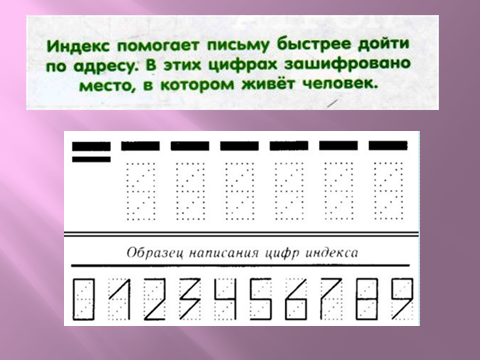 Индекс помогает письму быстрее дойти
по адресу. В этих цифрах зашифровано
место, в котором живёт человек.
Образец написания цифр индекса
0123456789